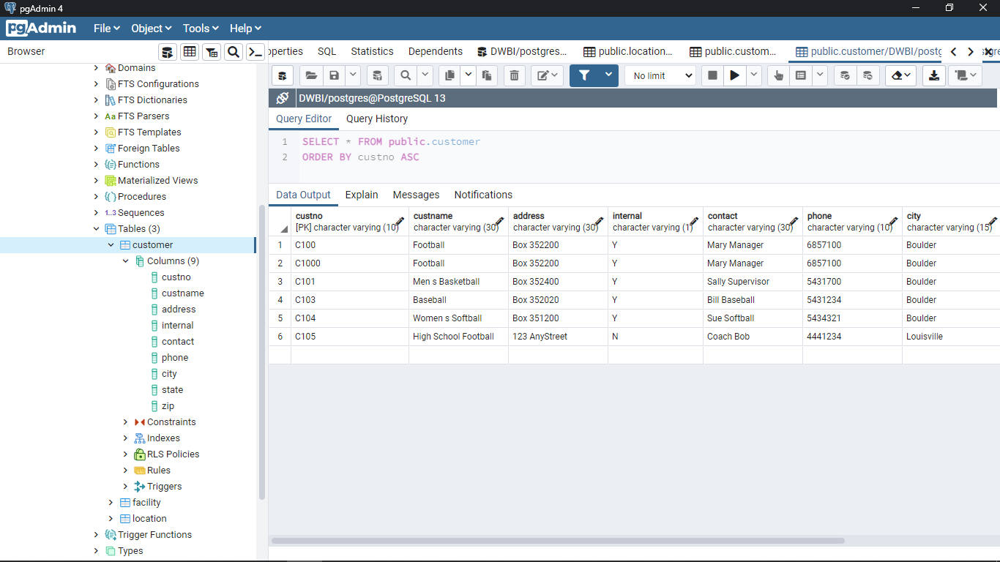 pgAdmin 4
pgAdmin File Object Tools Help
Browser
operties SQL Statistics Dependents DWBI/postgres... public.location... public.custom... public.customer/DWBI/postg
No limit
DWBI/postgres@PostgreSQL 13
Query Editor Query History
1 SELECT * FROM public.customer
2 ORDER BY custno ASC
Data Output Explain Messages Notifications
custno custname address internal contact phone city
[PK] character varying (10) character varying (30) character varying (30) character varying (1) character varying (30) character varying (10) character varying (15)
1 C100 Football Box 352200 Y Mary Manager 6857100 Boulder
2 C1000 Football Box 352200 Y Mary Manager 6857100 Boulder
3 C101 Men s Basketball Box 352400 Y Sally Supervisor 5431700 Boulder
4 C103 Baseball Box 352020 Y Bill Baseball 5431234 Boulder
5 C104 Women s Softball Box 351200 Y Sue Softball 5434321 Boulder
6 C105 High School Football 123 AnyStreet N Coach Bob 4441234 Louisville
Domains
FTS Configurations
FTS Dictionaries
Aa FTS Parsers
FTS Templates
Foreign Tables
Functions
Materialized Views
Procedures
1..3 Sequences
Tables (3)
customer
Columns (9)
custno
custname
address
internal
contact
phone
city
state
zip
Constraints
Indexes
RLS Policies
Rules
Triggers
facility
location
Trigger Functions
Types